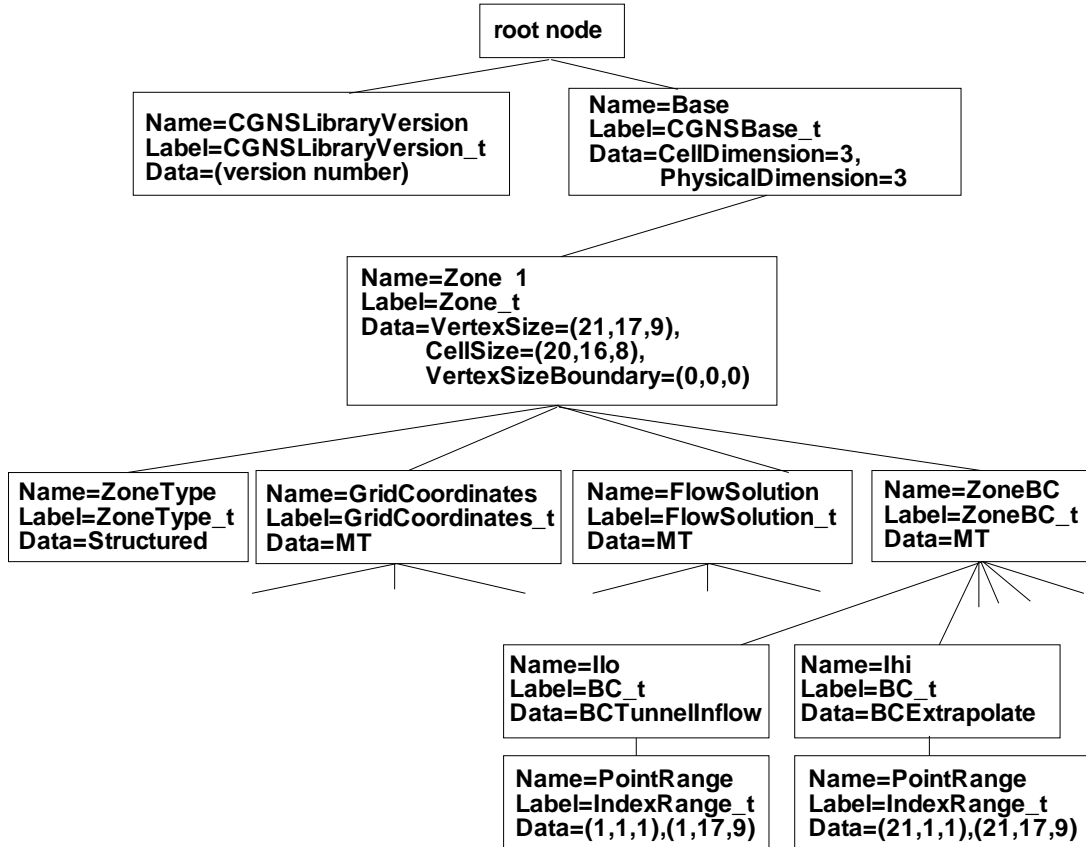 root node
Name=CGNSLibraryVersion
Label=CGNSLibraryVersion_t
Data=(version number)
Name=Base
Label=CGNSBase_t
Data=CellDimension=3,
PhysicalDimension=3
Name=Zone 1
Label=Zone_t
Data=VertexSize=(21,17,9),
CellSize=(20,16,8),
VertexSizeBoundary=(0,0,0)
Name=ZoneType
Label=ZoneType_t
Data=Structured
Name=GridCoordinates
Label=GridCoordinates_t
Data=MT
Name=FlowSolution
Label=FlowSolution_t
Data=MT
Name=ZoneBC
Label=ZoneBC_t
Data=MT
Name=Ilo
Label=BC_t
Data=BCTunnelInflow
Name=Ihi
Label=BC_t
Data=BCExtrapolate
Name=PointRange
Label=IndexRange_t
Data=(1,1,1),(1,17,9)
Name=PointRange
Label=IndexRange_t
Data=(21,1,1),(21,17,9)